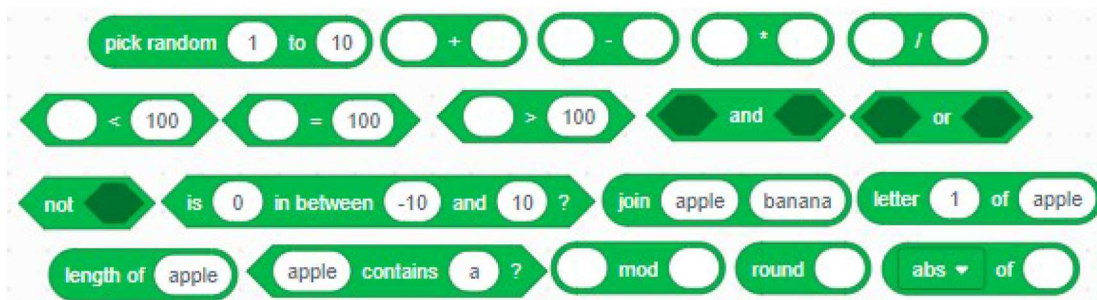 pick random 1 to 10 + - * /
< 100 = 100 > 100 and or
not is 0 in between -10 and 10 ? join apple banana letter 1 of apple
length of apple apple contains a ? mod round abs of